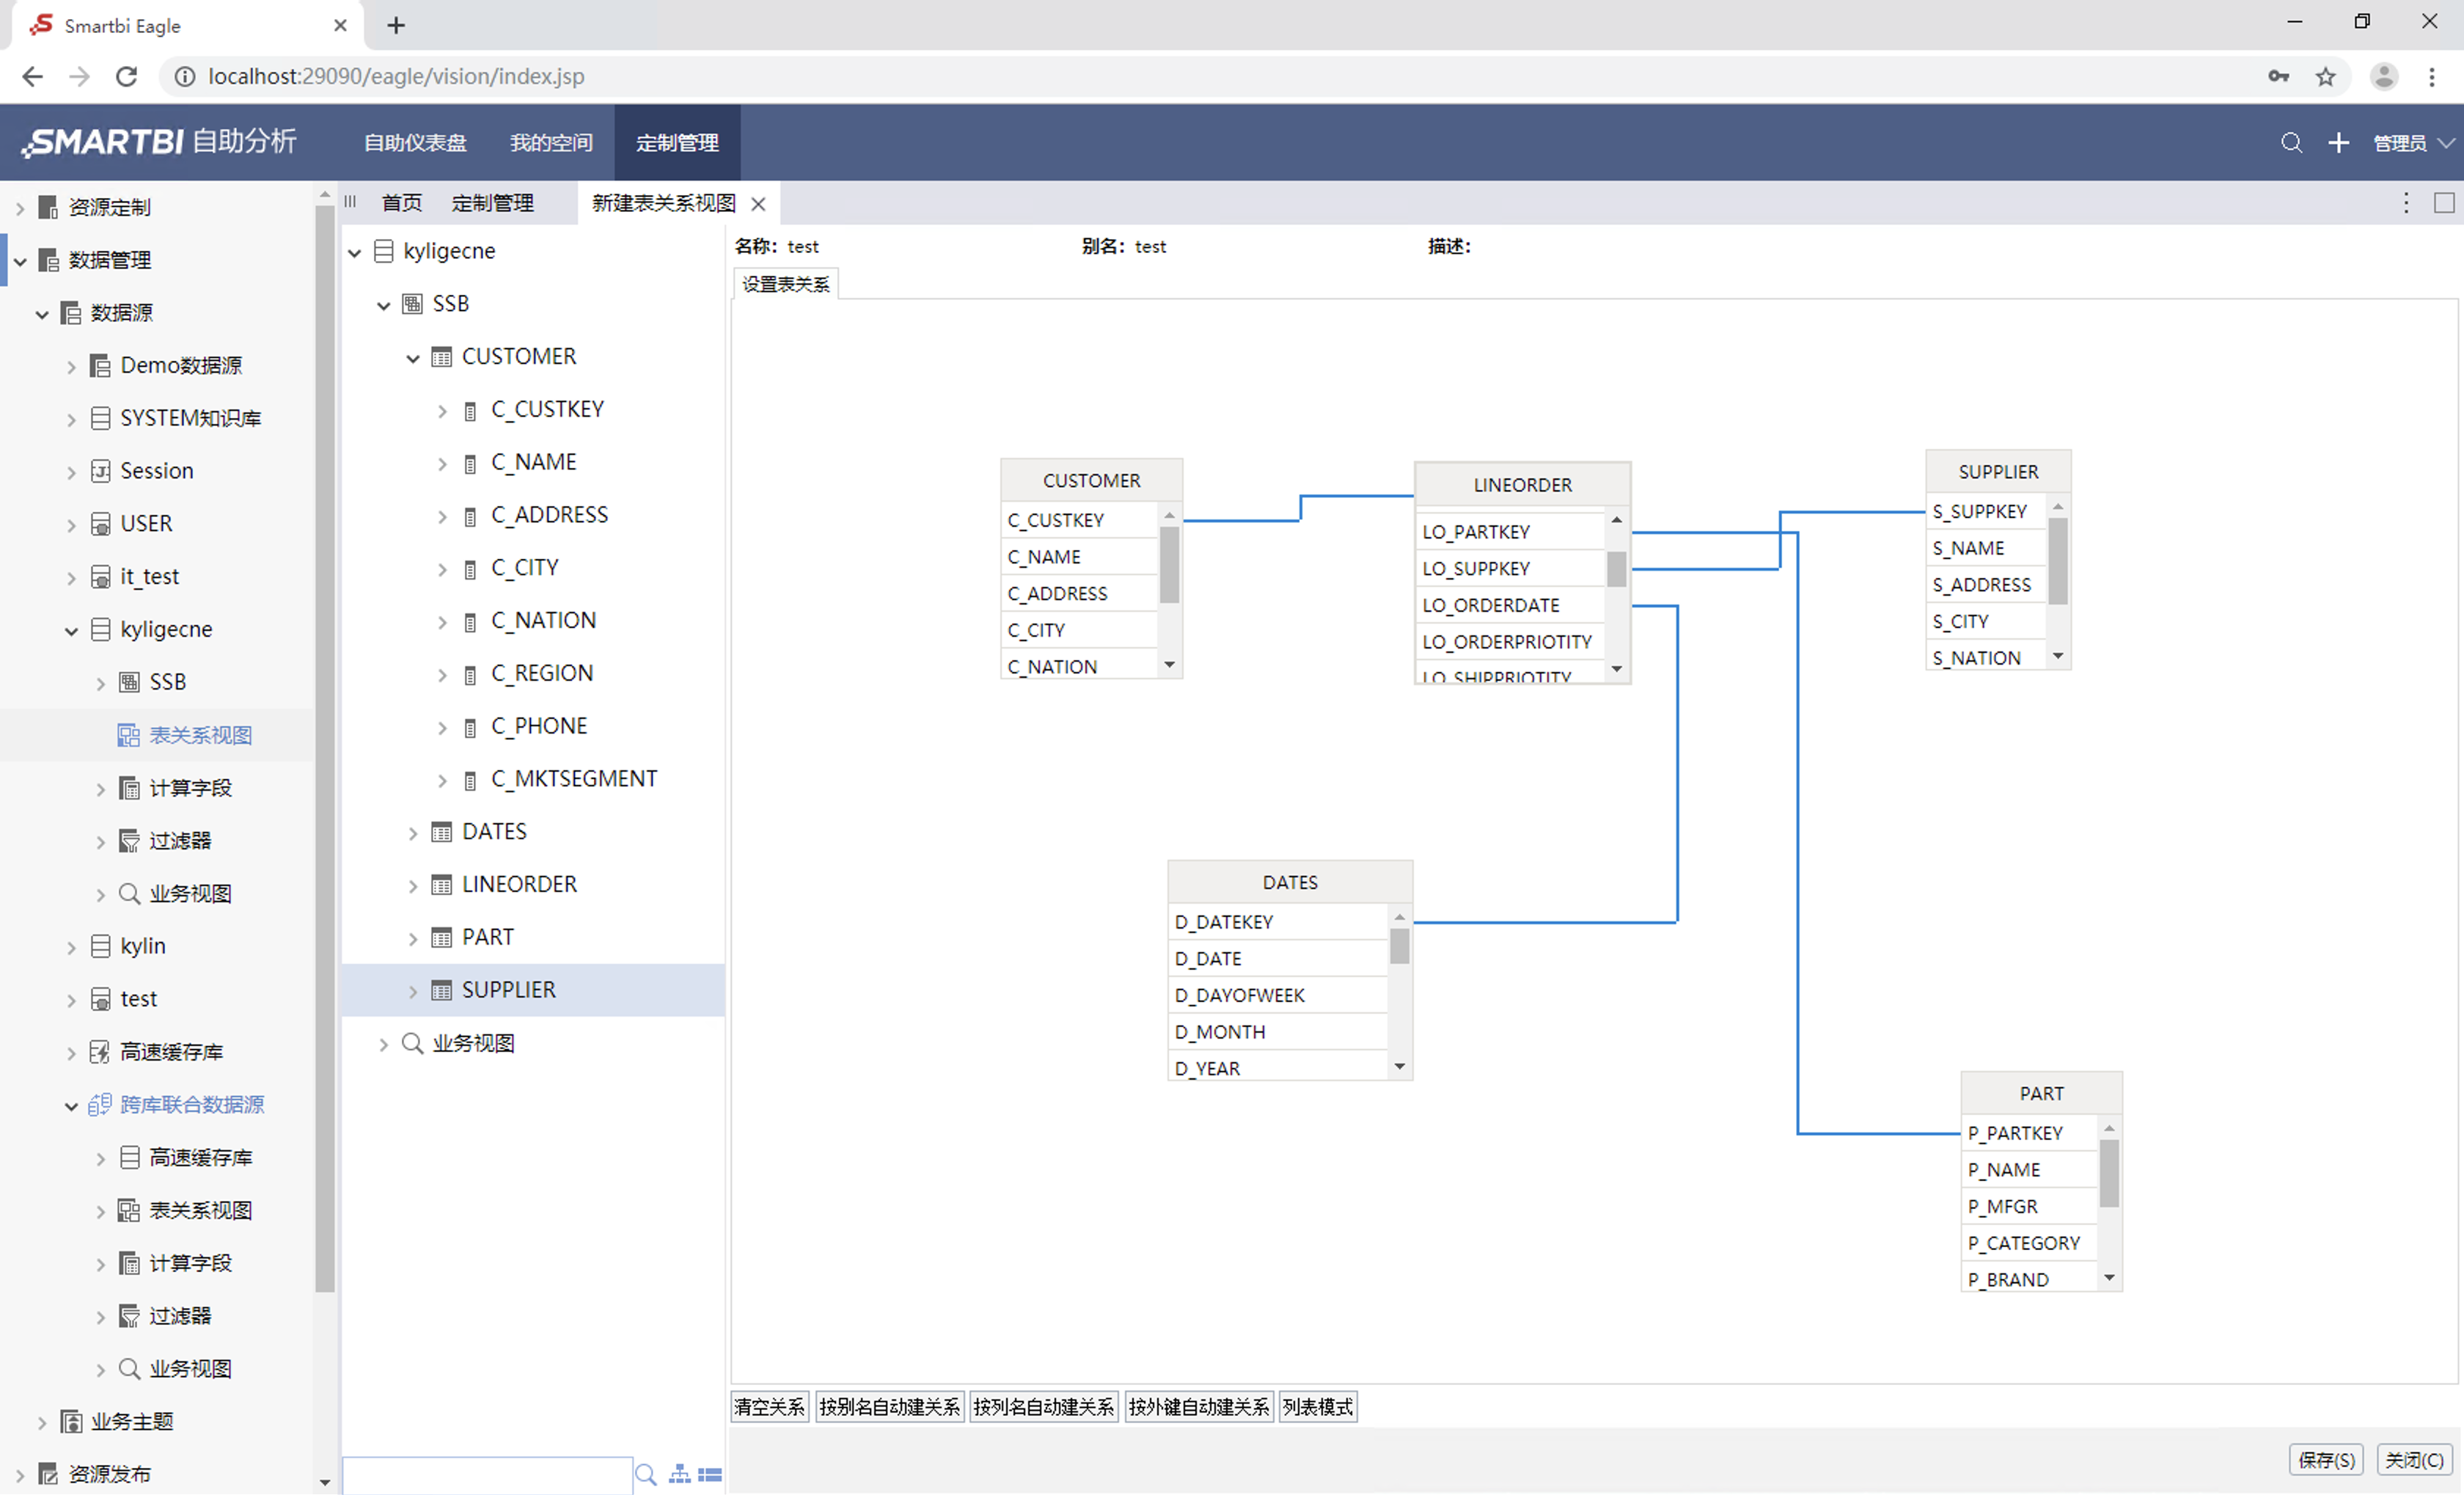 Smartbi Eagle
localhost:29090/eagle/vision/index.jsp
SMARTBI 自助分析
自助仪表盘 我的空间 定制管理
管理员
资源定制
数据管理
数据源
Demo数据源
SYSTEM知识库
Session
USER
it_test
kyligecne
SSB
表关系视图
计算字段
过滤器
业务视图
kylin
test
高速缓存库
跨库联合数据源
高速缓存库
表关系视图
计算字段
过滤器
业务视图
业务主题
资源发布
首页 定制管理 新建表关系视图
kyligecne
SSB
CUSTOMER
C_CUSTKEY
C_NAME
C_ADDRESS
C_CITY
C_NATION
C_REGION
C_PHONE
C_MKTSEGMENT
DATES
LINEORDER
PART
SUPPLIER
业务视图
名称: test 别名: test 描述:
设置表关系
CUSTOMER
C_CUSTKEY
C_NAME
C_ADDRESS
C_CITY
C_NATION
LINEORDER
LO_PARTKEY
LO_SUPPKEY
LO_ORDERDATE
LO_ORDERPRIOTITY
LO_SHIPPRIOTITY
SUPPLIER
S_SUPPKEY
S_NAME
S_ADDRESS
S_CITY
S_NATION
DATES
D_DATEKEY
D_DATE
D_DAYOFWEEK
D_MONTH
D_YEAR
PART
P_PARTKEY
P_NAME
P_MFGR
P_CATEGORY
P_BRAND
清空关系 按别名自动建关系 按列名自动建关系 按外键自动建关系 列表模式
保存(S) 关闭(C)